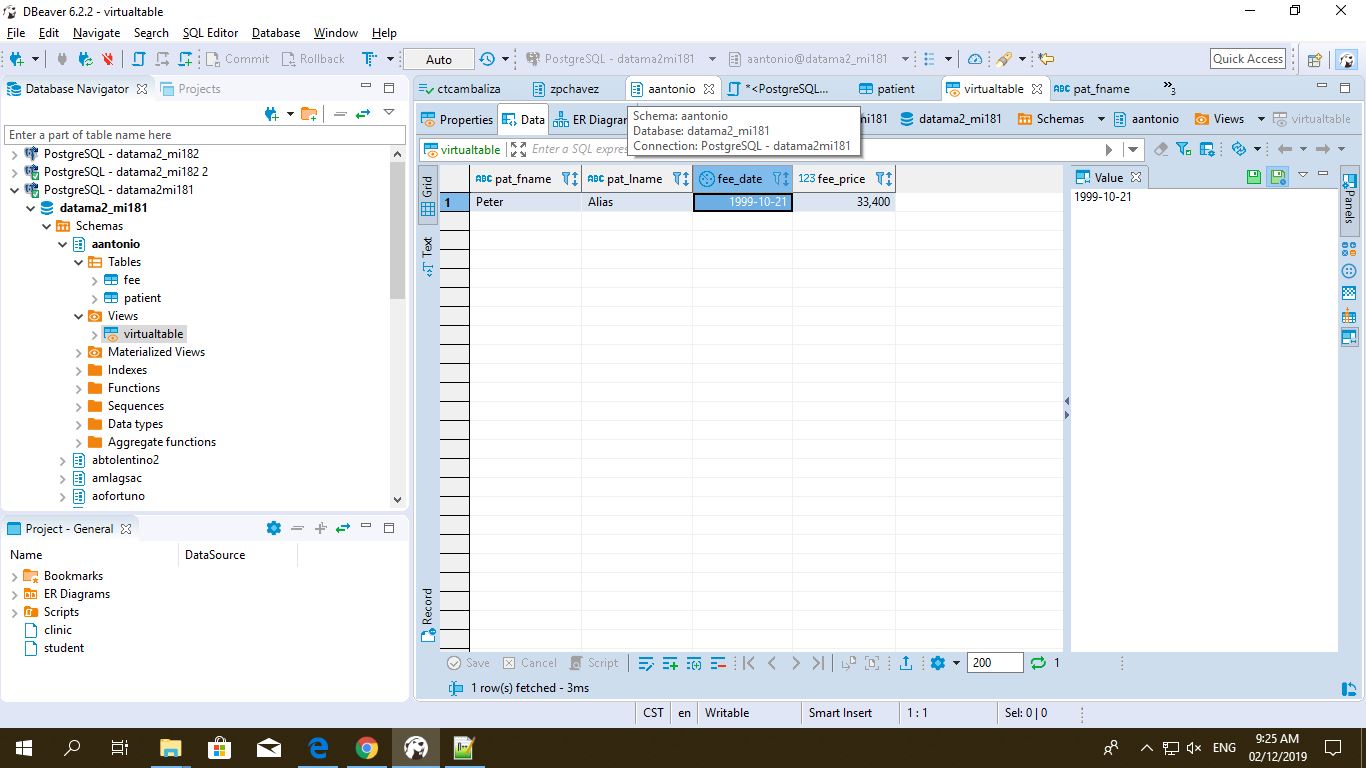 DBeaver 6.2.2 - virtualtable
File Edit Navigate Search SQL Editor Database Window Help
Commit Rollback Auto PostgreSQL - datama2mi181 aantonio@datama2_mi181 Quick Access
Database Navigator Projects
Enter a part of table name here
PostgreSQL - datama2_mi182
PostgreSQL - datama2_mi182 2
PostgreSQL - datama2mi181
datama2_mi181
Schemas
aantonio
Tables
fee
patient
Views
virtualtable
Materialized Views
Indexes
Functions
Sequences
Data types
Aggregate functions
abtolentino2
amlagsac
aofortuno
Project - General
Name DataSource
Bookmarks
ER Diagrams
Scripts
clinic
student
ctcambaliza zpchavez aantonio *<PostgreSQL... patient virtualtable pat_fname 3
Properties Data ER Diagran mi181 datama2_mi181 Schemas aantonio Views virtualtable
Schema: aantonio
Database: datama2_mi181
Connection: PostgreSQL - datama2mi181
virtualtable Enter a SQL expres
Grid
Text
Record
ABC pat_fname ABC pat_lname fee_date 123 fee_price
1 Peter Alias 1999-10-21 33,400
Value
1999-10-21
Panels
Save Cancel Script 200 1
1 row(s) fetched - 3ms
CST en Writable Smart Insert 1 : 1 Sel: 0 | 0
ENG 9:25 AM
02/12/2019